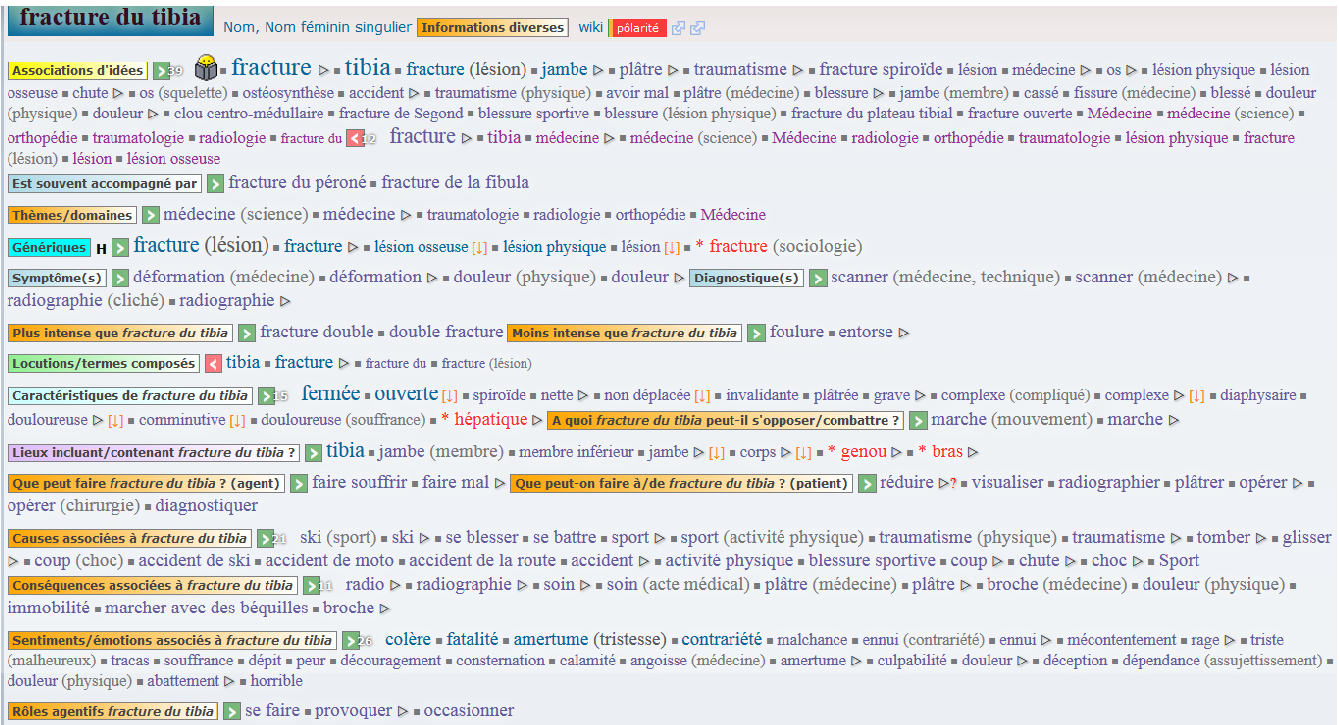 fracture du tibia Nom, Nom féminin singulier Informations diverses wiki pôlarité
Associations d'idées > 39 ▪ fracture ▷ ▪ tibia ▪ fracture (lésion) ▪ jambe ▷ ▪ plâtre ▷ ▪ traumatisme ▷ ▪ fracture spiroïde ▪ lésion ▪ médecine ▷ ▪ os ▷ ▪ lésion physique ▪ lésion
osseuse ▪ chute ▷ ▪ os (squelette) ▪ ostéosynthèse ▪ accident ▷ ▪ traumatisme (physique) ▪ avoir mal ▪ plâtre (médecine) ▪ blessure ▷ ▪ jambe (membre) ▪ cassé ▪ fissure (médecine) ▪ blessé ▪ douleur
(physique) ▪ douleur ▷ ▪ clou centro-médullaire ▪ fracture de Segond ▪ blessure sportive ▪ blessure (lésion physique) ▪ fracture du plateau tibial ▪ fracture ouverte ▪ Médecine ▪ médecine (science) ▪
orthopédie ▪ traumatologie ▪ radiologie ▪ fracture du < 12 fracture ▷ ▪ tibia ▪ médecine ▷ ▪ médecine (science) ▪ Médecine ▪ radiologie ▪ orthopédie ▪ traumatologie ▪ lésion physique ▪ fracture
(lésion) ▪ lésion ▪ lésion osseuse
Est souvent accompagné par > fracture du péroné ▪ fracture de la fibula
Thèmes/domaines > médecine (science) ▪ médecine ▷ ▪ traumatologie ▪ radiologie ▪ orthopédie ▪ Médecine
Génériques H > fracture (lésion) ▪ fracture ▷ ▪ lésion osseuse [↓] ▪ lésion physique ▪ lésion [↓] ▪ * fracture (sociologie)
Symptôme(s) > déformation (médecine) ▪ déformation ▷ ▪ douleur (physique) ▪ douleur ▷ Diagnostique(s) > scanner (médecine, technique) ▪ scanner (médecine) ▷ ▪
radiographie (cliché) ▪ radiographie ▷
Plus intense que fracture du tibia > fracture double ▪ double fracture Moins intense que fracture du tibia > foulure ▪ entorse ▷
Locutions/termes composés < tibia ▪ fracture ▷ ▪ fracture du ▪ fracture (lésion)
Caractéristiques de fracture du tibia > 15 fermée ▪ ouverte [↓] ▪ spiroïde ▪ nette ▷ ▪ non déplacée [↓] ▪ invalidante ▪ plâtrée ▪ grave ▷ ▪ complexe (compliqué) ▪ complexe ▷ [↓] ▪ diaphysaire ▪
douloureuse ▷ [↓] ▪ comminutive [↓] ▪ douloureuse (souffrance) ▪ * hépatique ▷ A quoi fracture du tibia peut-il s'opposer/combattre ? > marche (mouvement) ▪ marche ▷
Lieux incluant/contenant fracture du tibia ? > tibia ▪ jambe (membre) ▪ membre inférieur ▪ jambe ▷ [↓] ▪ corps ▷ [↓] ▪ * genou ▷ ▪ * bras ▷
Que peut faire fracture du tibia ? (agent) > faire souffrir ▪ faire mal ▷ Que peut-on faire à/de fracture du tibia ? (patient) > réduire ▷? ▪ visualiser ▪ radiographier ▪ plâtrer ▪ opérer ▷ ▪
opérer (chirurgie) ▪ diagnostiquer
Causes associées à fracture du tibia > 21 ski (sport) ▪ ski ▷ ▪ se blesser ▪ se battre ▪ sport ▷ ▪ sport (activité physique) ▪ traumatisme (physique) ▪ traumatisme ▷ ▪ tomber ▷ ▪ glisser
▷ ▪ coup (choc) ▪ accident de ski ▪ accident de moto ▪ accident de la route ▪ accident ▷ ▪ activité physique ▪ blessure sportive ▪ coup ▷ ▪ chute ▷ ▪ choc ▷ ▪ Sport
Conséquences associées à fracture du tibia > 11 radio ▷ ▪ radiographie ▷ ▪ soin ▷ ▪ soin (acte médical) ▪ plâtre (médecine) ▪ plâtre ▷ ▪ broche (médecine) ▪ douleur (physique) ▪
immobilité ▪ marcher avec des béquilles ▪ broche ▷
Sentiments/émotions associés à fracture du tibia > 26 colère ▪ fatalité ▪ amertume (tristesse) ▪ contrariété ▪ malchance ▪ ennui (contrariété) ▪ ennui ▷ ▪ mécontentement ▪ rage ▷ ▪ triste
(malheureux) ▪ tracas ▪ souffrance ▪ dépit ▪ peur ▪ découragement ▪ consternation ▪ calamité ▪ angoisse (médecine) ▪ amertume ▷ ▪ culpabilité ▪ douleur ▷ ▪ déception ▪ dépendance (assujettissement) ▪
douleur (physique) ▪ abattement ▷ ▪ horrible
Rôles agentifs fracture du tibia > se faire ▪ provoquer ▷ ▪ occasionner